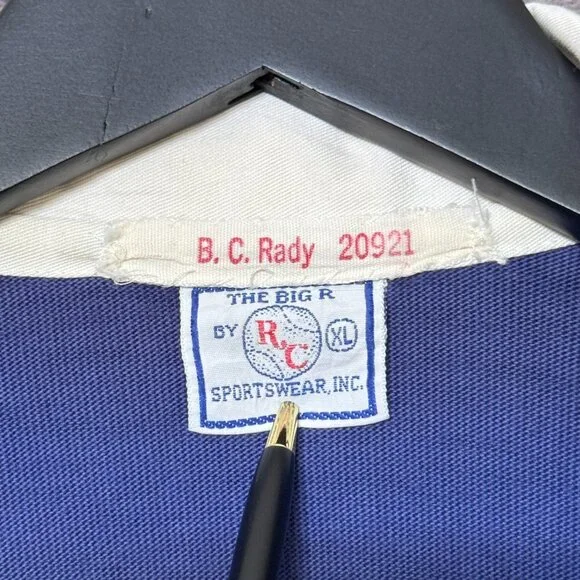 B. C. Rady 20921
THE BIG R
BY R.C XL
SPORTSWEAR, INC.